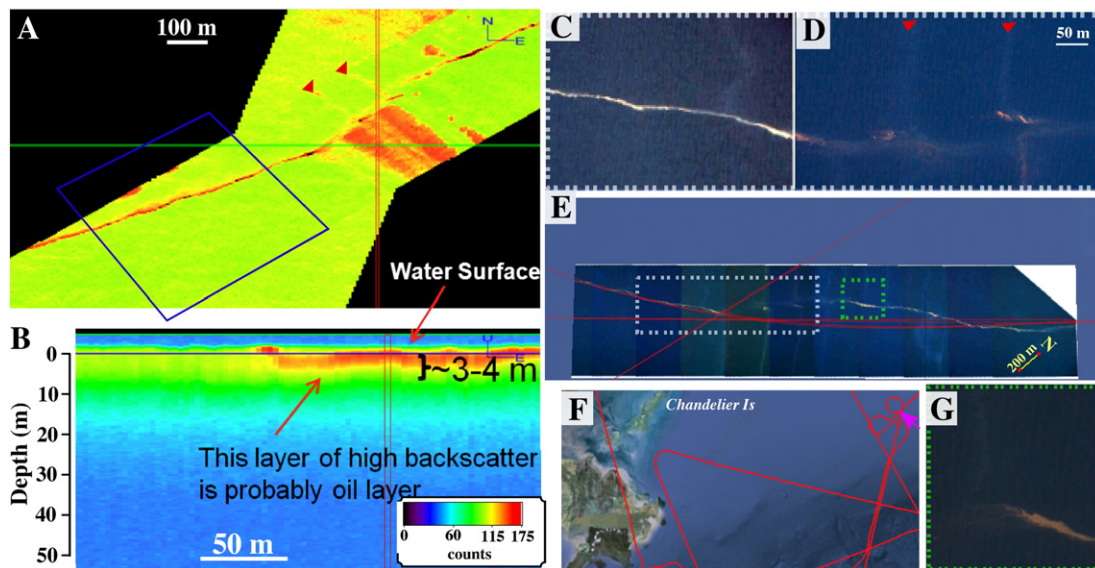 A
100 m
N
E
Water Surface
B
0
10
20
30
40
50
Depth (m)
}~3-4 m
E
This layer of high backscatter
is probably oil layer
50 m
0 60 115 175
counts
C
D
50 m
E
200 m
N
F
Chandelier Is
G